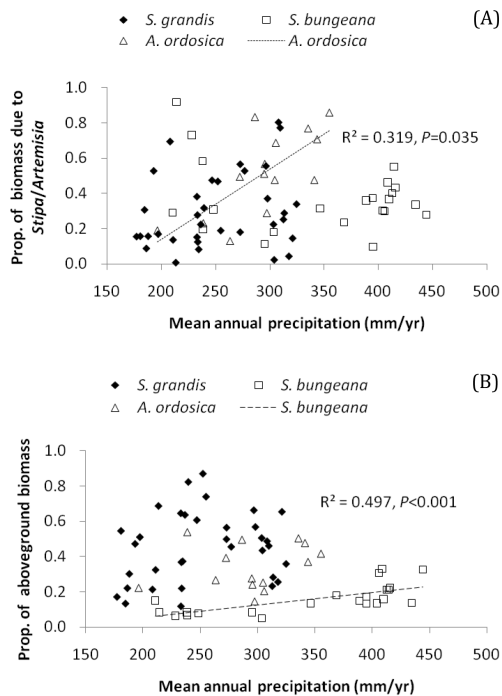 (A)
◆ S. grandis □ S. bungeana
△ A. ordosica ┈ A. ordosica
Prop. of biomass due to
Stipa/Artemisia
1.0
0.8
0.6
0.4
0.2
0.0
R² = 0.319, P=0.035
150 200 250 300 350 400 450 500
Mean annual precipitation (mm/yr)
(B)
◆ S. grandis □ S. bungeana
△ A. ordosica --- S. bungeana
Prop. of aboveground biomass
1.0
0.8
0.6
0.4
0.2
0.0
R² = 0.497, P<0.001
150 200 250 300 350 400 450 500
Mean annual precipitation (mm/yr)